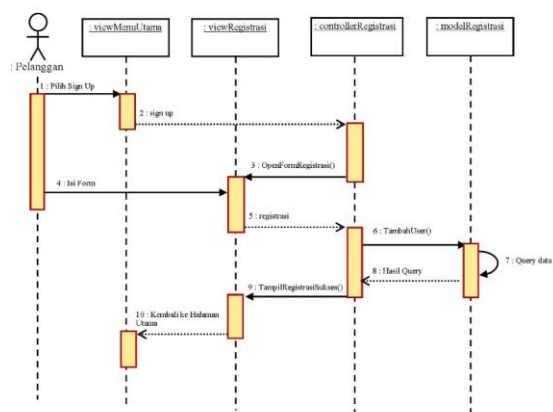 : viewMenuUtama
: viewRegistrasi
: controllerRegistrasi
: modelRegistrasi
: Pelanggan
1 : Pilih Sign Up
2 : sign up
3 : OpenFormRegistrasi()
4 : Isi Form
5 : registrasi
6 : TambahUser()
7 : Query data
8 : Hasil Query
9 : TampilRegistrasiSukses()
10 : Kembali ke Halaman
Utama